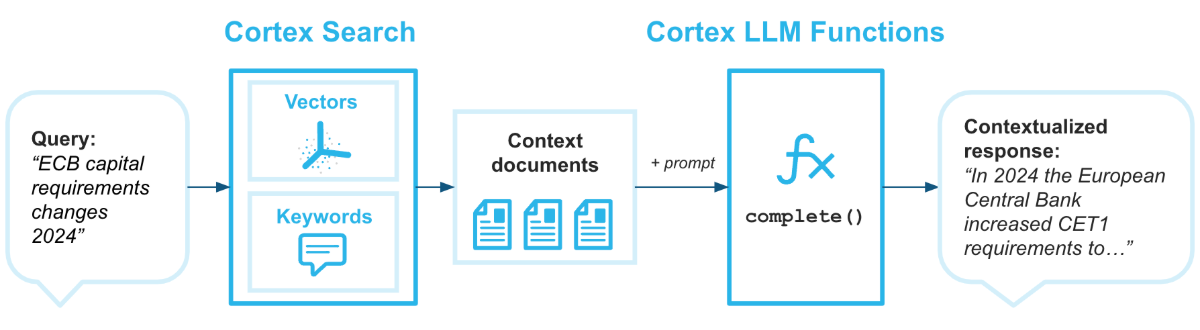 Cortex Search
Cortex LLM Functions
Query:
“ECB capital
requirements
changes
2024”
Vectors
Keywords
Context
documents
+ prompt
fx
complete()
Contextualized
response:
“In 2024 the European
Central Bank
increased CET1
requirements to…”